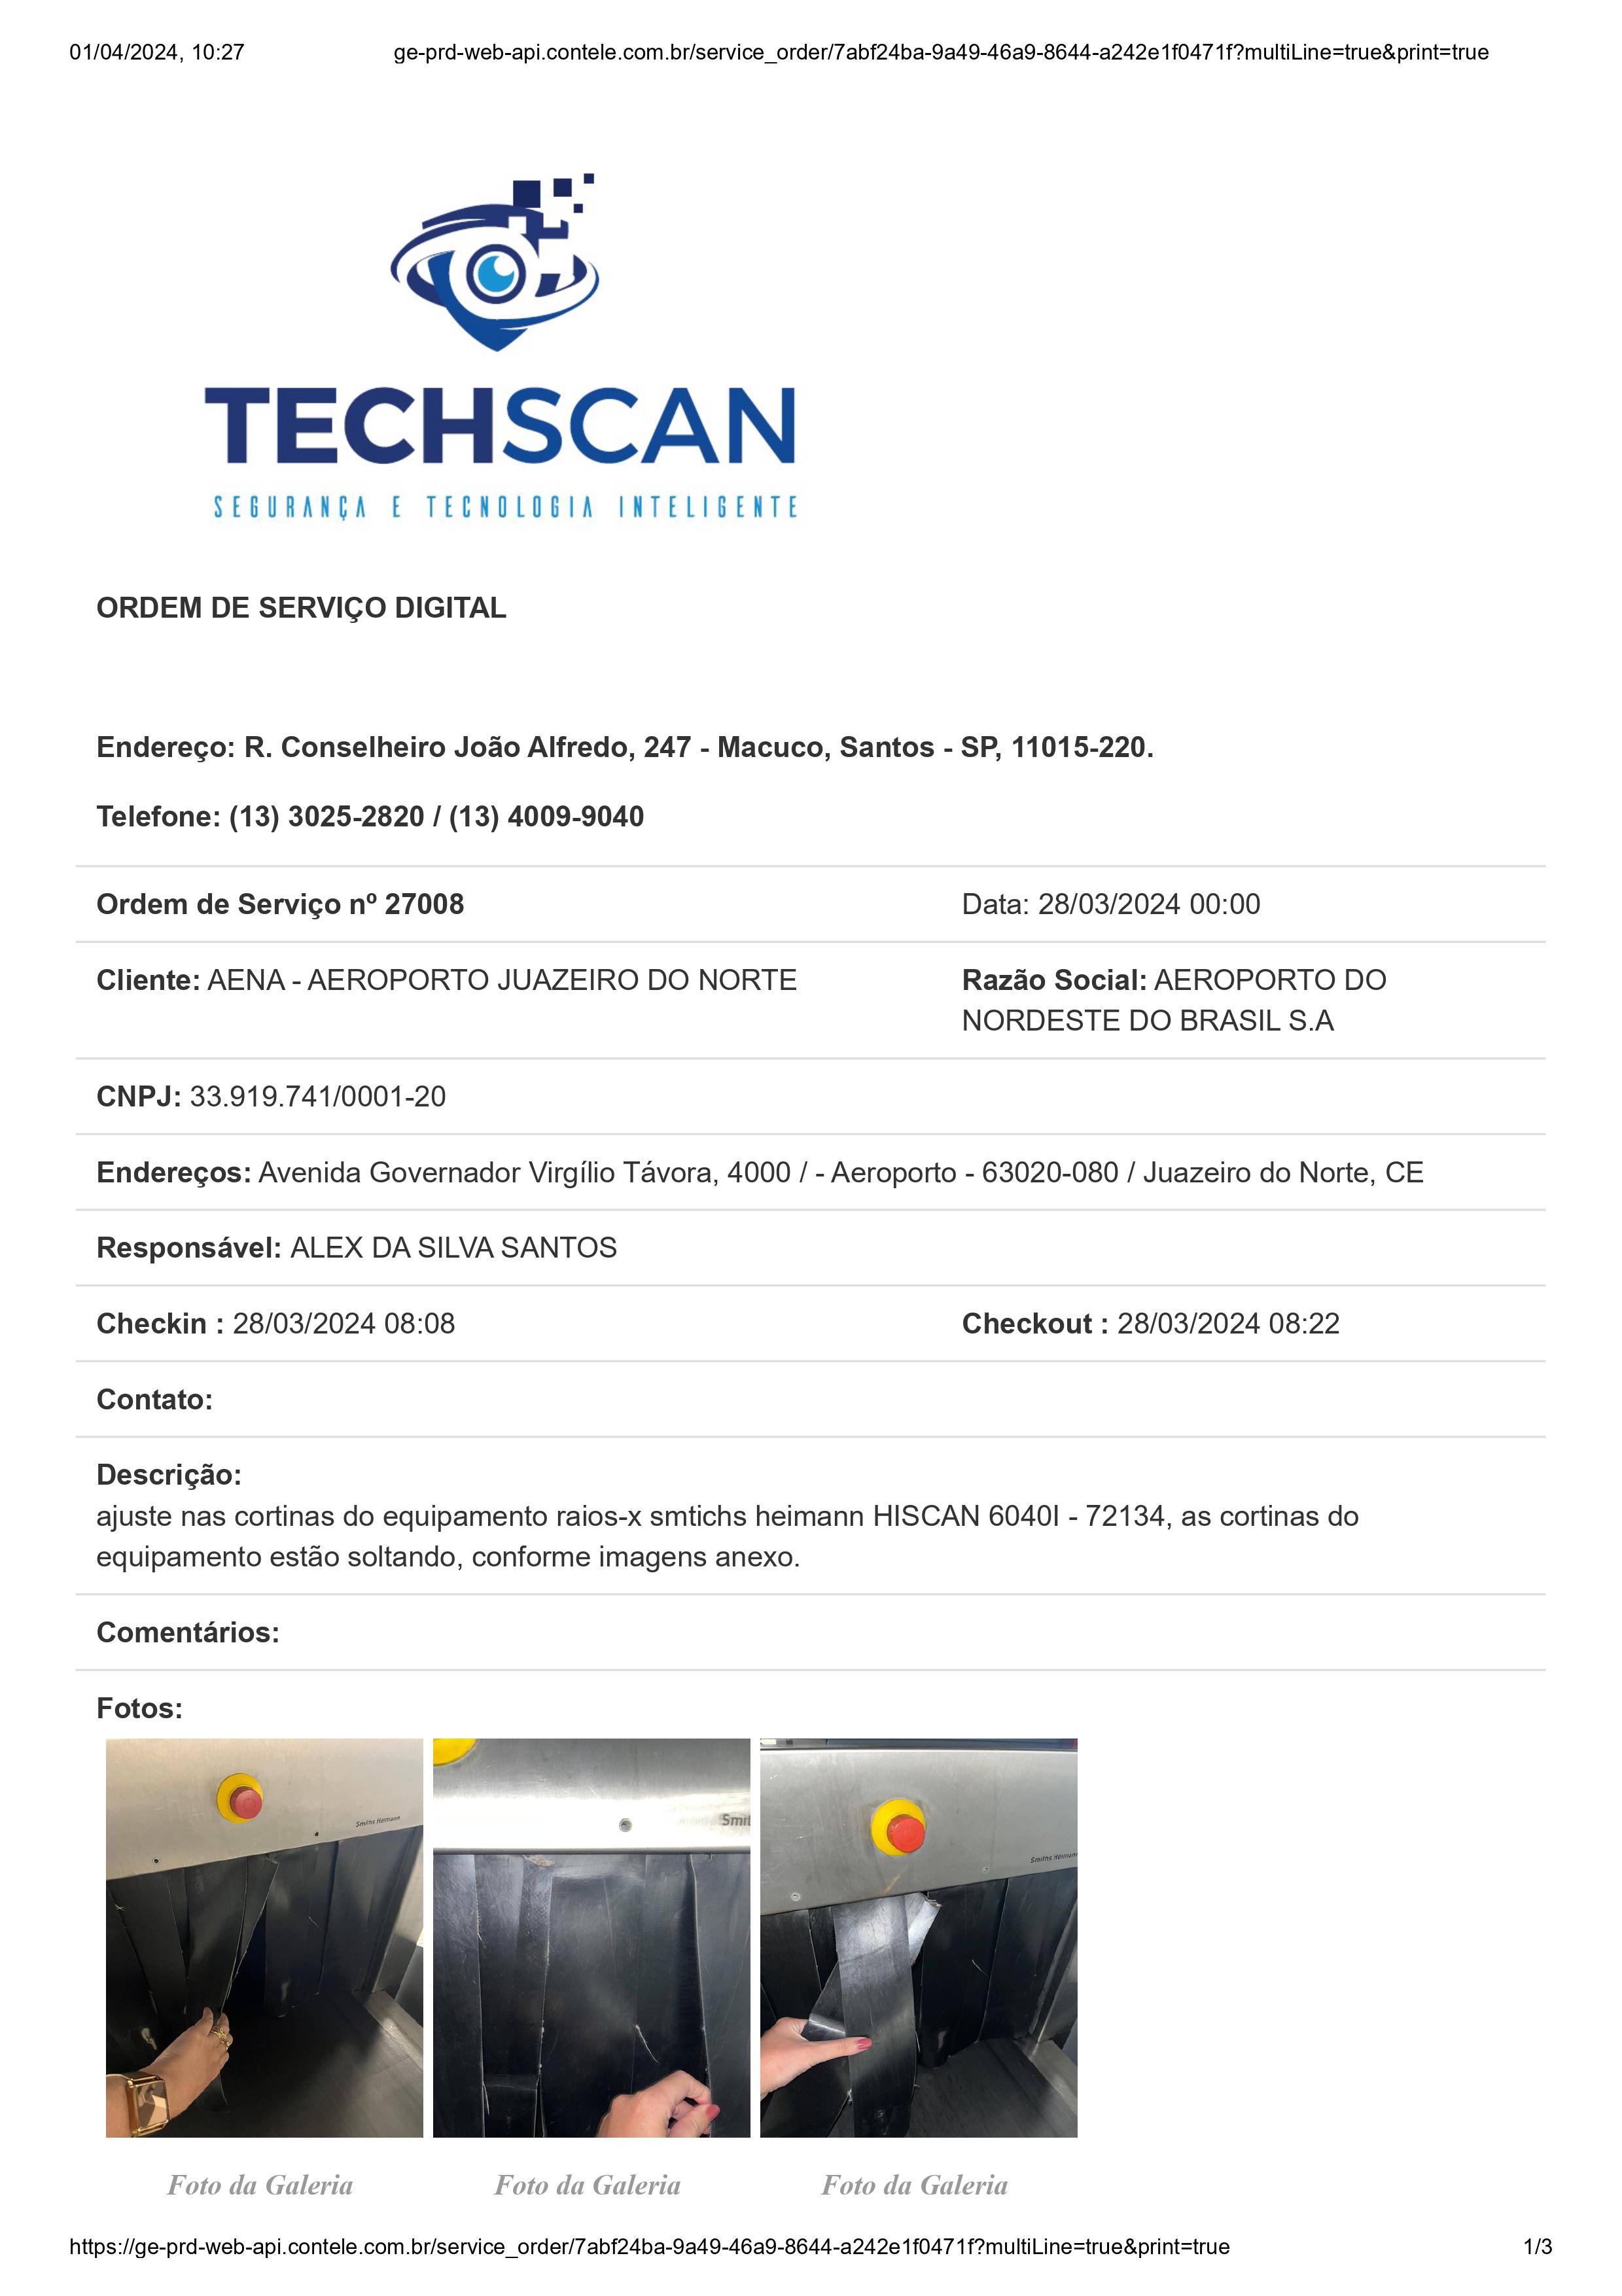 01/04/2024, 10:27 ge-prd-web-api.contele.com.br/service_order/7abf24ba-9a49-46a9-8644-a242e1f0471f?multiLine=true&print=true
TECHSCAN
SEGURANÇA E TECNOLOGIA INTELIGENTE
ORDEM DE SERVIÇO DIGITAL
Endereço: R. Conselheiro João Alfredo, 247 - Macuco, Santos - SP, 11015-220.
Telefone: (13) 3025-2820 / (13) 4009-9040
Ordem de Serviço nº 27008 Data: 28/03/2024 00:00
Cliente: AENA - AEROPORTO JUAZEIRO DO NORTE Razão Social: AEROPORTO DO
NORDESTE DO BRASIL S.A
CNPJ: 33.919.741/0001-20
Endereços: Avenida Governador Virgílio Távora, 4000 / - Aeroporto - 63020-080 / Juazeiro do Norte, CE
Responsável: ALEX DA SILVA SANTOS
Checkin : 28/03/2024 08:08 Checkout : 28/03/2024 08:22
Contato:
Descrição:
ajuste nas cortinas do equipamento raios-x smtichs heimann HISCAN 6040I - 72134, as cortinas do
equipamento estão soltando, conforme imagens anexo.
Comentários:
Fotos:
Smiths Heimann
Smit
Smiths Heimann
Foto da Galeria Foto da Galeria Foto da Galeria
https://ge-prd-web-api.contele.com.br/service_order/7abf24ba-9a49-46a9-8644-a242e1f0471f?multiLine=true&print=true 1/3